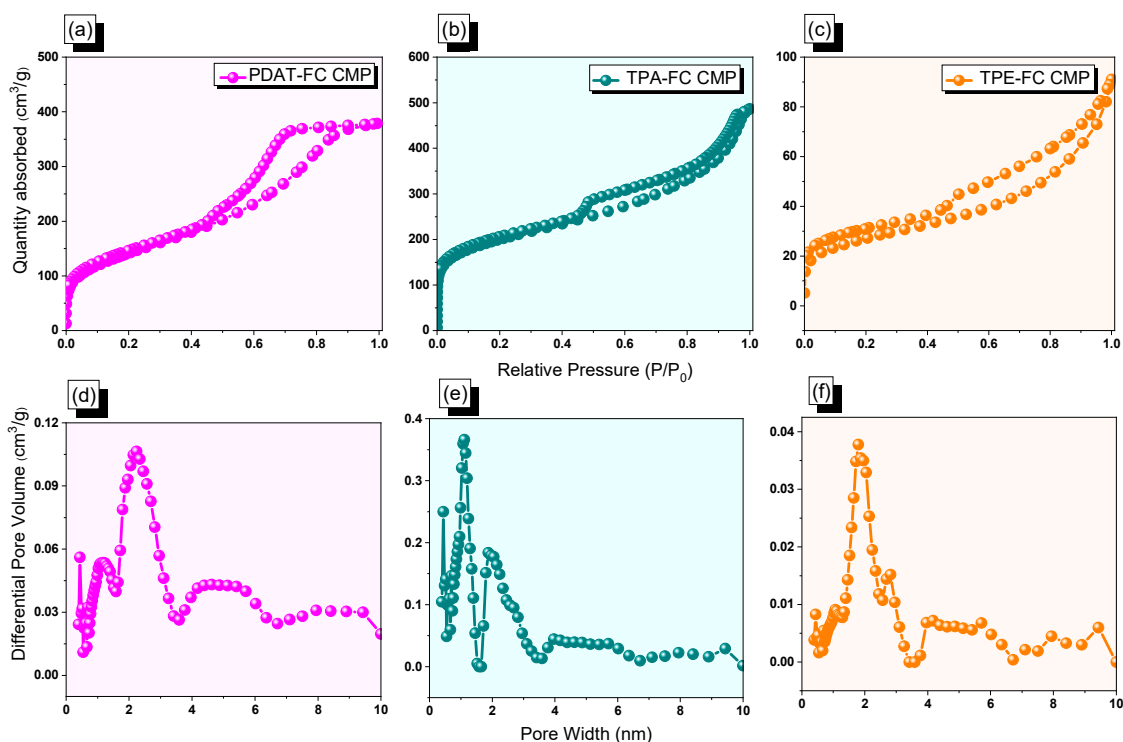 (a)
(b)
(c)
PDAT-FC CMP
TPA-FC CMP
TPE-FC CMP
Quantity absorbed (cm³/g)
500
400
300
200
100
0
600
500
400
300
200
100
0
100
80
60
40
20
0
0.0 0.2 0.4 0.6 0.8 1.0
0.0 0.2 0.4 0.6 0.8 1.0
0.0 0.2 0.4 0.6 0.8 1.0
Relative Pressure (P/P₀)
(d)
(e)
(f)
Differential Pore Volume (cm³/g)
0.12
0.09
0.06
0.03
0.00
0.4
0.3
0.2
0.1
0.0
0.04
0.03
0.02
0.01
0.00
0 2 4 6 8 10
0 2 4 6 8 10
0 2 4 6 8 10
Pore Width (nm)